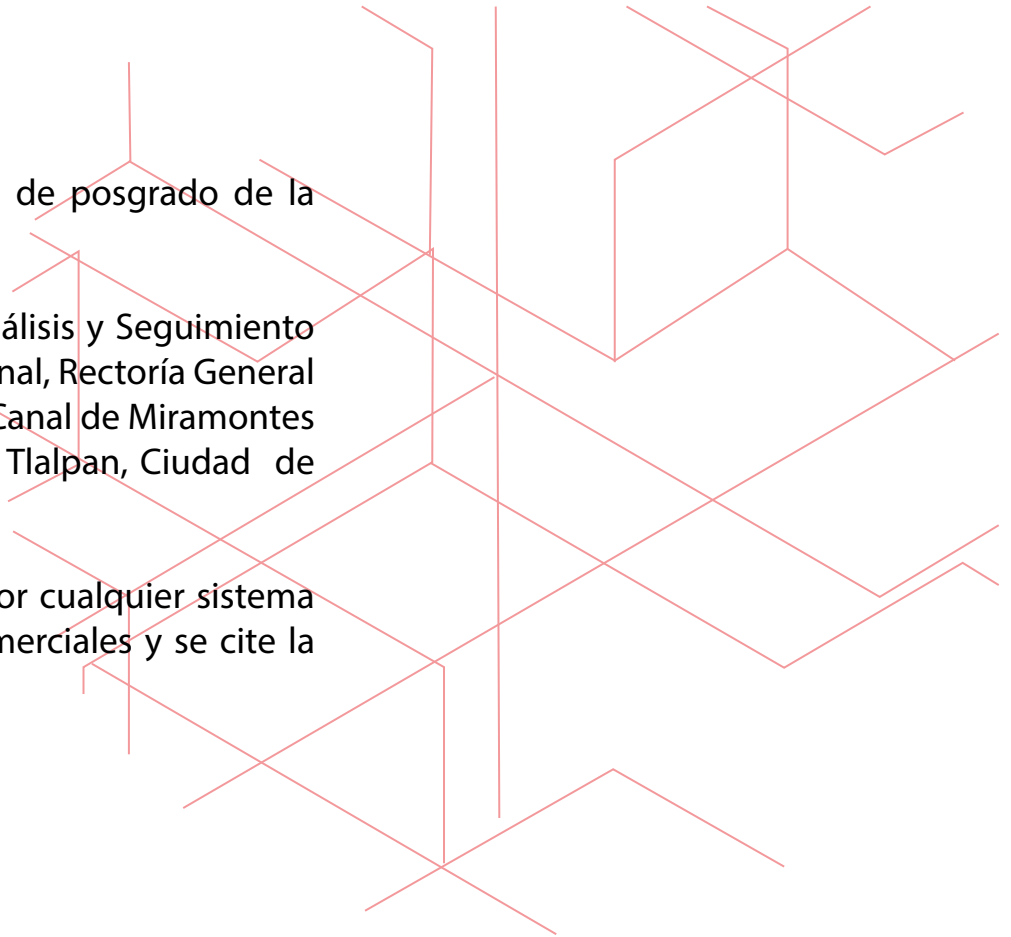 de posgrado de la
álisis y Seguimiento
nal, Rectoría General
Canal de Miramontes
Tlalpan, Ciudad de
or cualquier sistema
merciales y se cite la